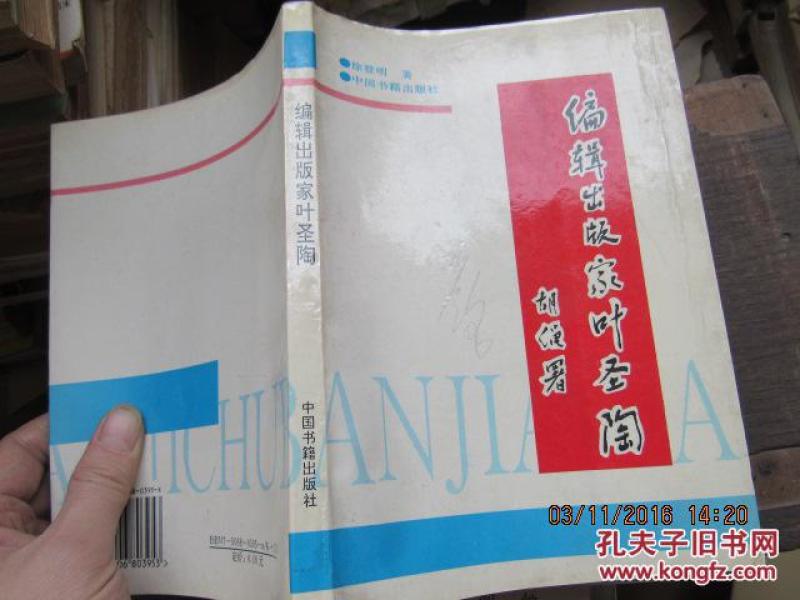 ●徐登明 著
●中国书籍出版社
编辑出版家叶圣陶
胡绳署
编辑出版家叶圣陶
中国书籍出版社
03/11/2016 14:20
孔夫子旧书网
www.kongfz.com